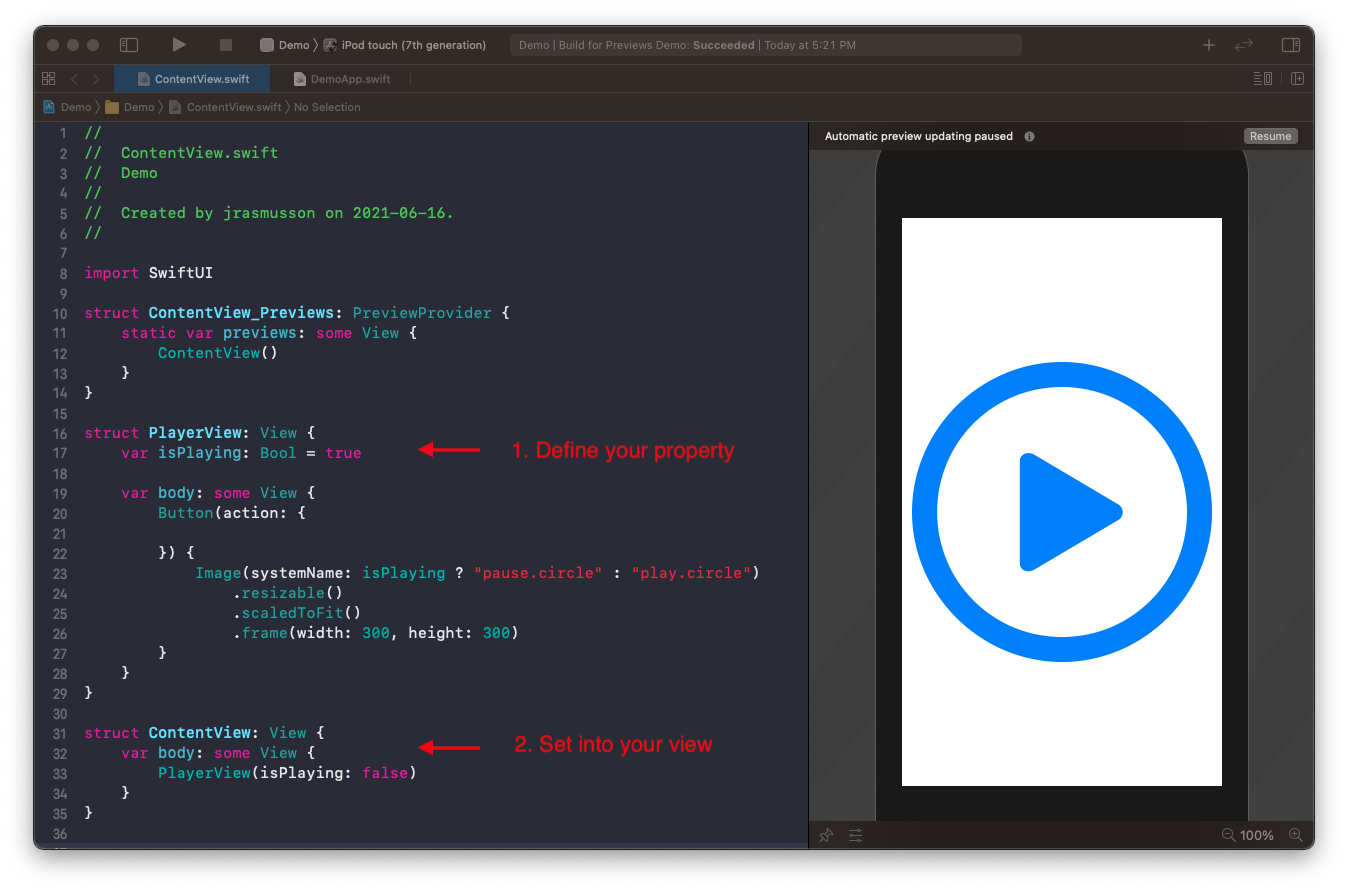 Demo 〉 iPod touch (7th generation)
Demo | Build for Previews Demo: Succeeded | Today at 5:21 PM
ContentView.swift
DemoApp.swift
Demo 〉 Demo 〉 ContentView.swift 〉 No Selection
Automatic preview updating paused
Resume
1 //
2 //  ContentView.swift
3 //  Demo
4 //
5 //  Created by jrasmusson on 2021-06-16.
6 //
7
8 import SwiftUI
9
10 struct ContentView_Previews: PreviewProvider {
11     static var previews: some View {
12         ContentView()
13     }
14 }
15
16 struct PlayerView: View {
17     var isPlaying: Bool = true
1. Define your property
18
19     var body: some View {
20         Button(action: {
21
22         }) {
23             Image(systemName: isPlaying ? "pause.circle" : "play.circle")
24                 .resizable()
25                 .scaledToFit()
26                 .frame(width: 300, height: 300)
27         }
28     }
29 }
30
31 struct ContentView: View {
32     var body: some View {
2. Set into your view
33         PlayerView(isPlaying: false)
34     }
35 }
36
100%